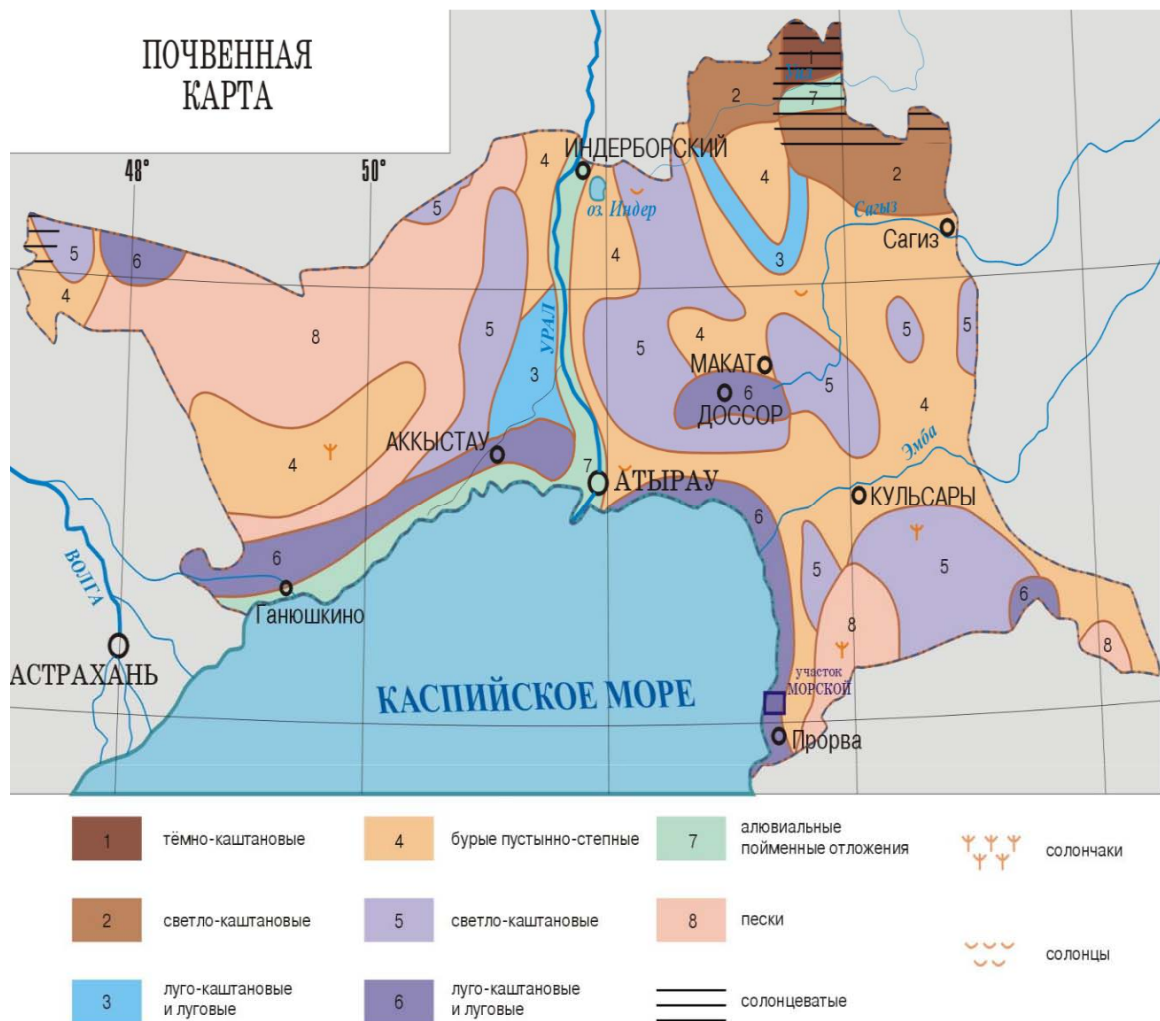 ПОЧВЕННАЯ
КАРТА
48°
50°
1
Уил
2
7
ИНДЕРБОРСКИЙ
4
4
2
5
оз. Индер
Сагыз
Сагиз
5
6
4
3
4
8
5
УРАЛ
5
5
4
5
МАКАТ
3
6
5
ДОССОР
4
АККЫСТАУ
Эмба
4
7
АТЫРАУ
КУЛЬСАРЫ
6
ВОЛГА
6
5
5
Ганюшкино
6
8
8
АСТРАХАНЬ
участок
МОРСКОЙ
КАСПИЙСКОЕ МОРЕ
Прорва
1 тёмно-каштановые
4 бурые пустынно-степные
7 алювиальные
пойменные отложения
солончаки
2 светло-каштановые
5 светло-каштановые
8 пески
солонцы
3 луго-каштановые
и луговые
6 луго-каштановые
и луговые
солонцеватые